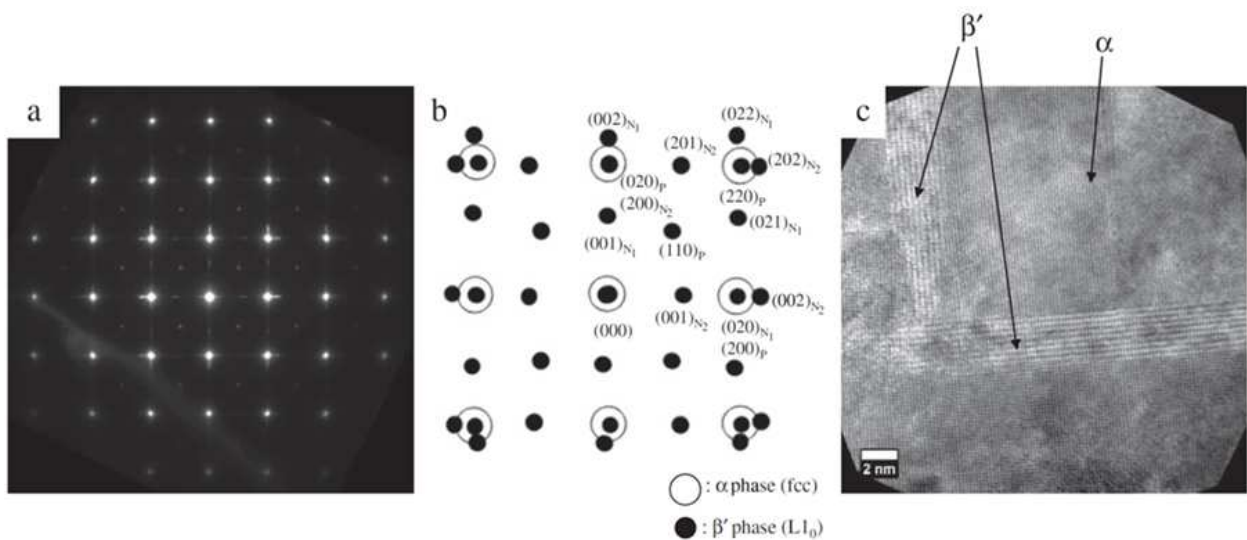 a
b
c
β′
α
(002)N₁
(022)N₁
(201)N₂
(202)N₂
(020)P
(220)P
(200)N₂
(021)N₁
(001)N₁
(110)P
(002)N₂
(000)
(001)N₂
(020)N₁
(200)P
2 nm
: α phase (fcc)
: β′ phase (L1₀)